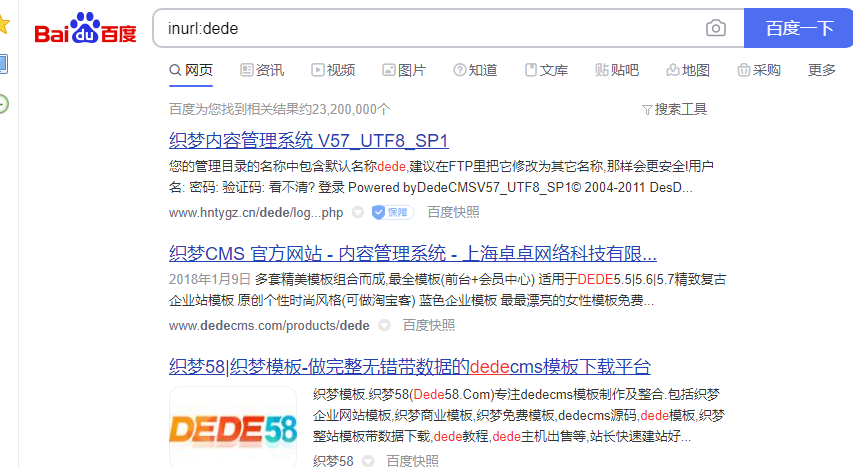 Bai du 百度
inurl:dede
百度一下
网页 资讯 视频 图片 知道 文库 贴吧 地图 采购 更多
百度为您找到相关结果约23,200,000个 搜索工具
织梦内容管理系统 V57_UTF8_SP1
您的管理目录的名称中包含默认名称dede,建议在FTP里把它修改为其它名称,那样会更安全!用户
名: 密码: 验证码: 看不清? 登录 Powered byDedeCMSV57_UTF8_SP1© 2004-2011 DesD...
www.hntygz.cn/dede/log...php 保障 百度快照
织梦CMS 官方网站 - 内容管理系统 - 上海卓卓网络科技有限...
2018年1月9日 多套精美模板组合而成,最全模板(前台+会员中心) 适用于DEDE5.5|5.6|5.7精致复古
企业站模板 原创个性时尚风格(可做淘宝客) 蓝色企业模板 最最漂亮的女性模板免费...
www.dedecms.com/products/dede 百度快照
织梦58|织梦模板-做完整无错带数据的dedecms模板下载平台
DEDE58
织梦模板.织梦58(Dede58.Com)专注dedecms模板制作及整合.包括织梦
企业网站模板,织梦商业模板,织梦免费模板,dedecms源码,dede模板,织梦
整站模板带数据下载,dede教程,dede主机出售等,站长快速建站好...
织梦58 百度快照